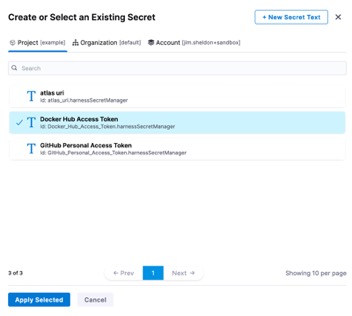 Create or Select an Existing Secret
+ New Secret Text
Project [example]
Organization [default]
Account [jim.sheldon+sandbox]
Search
atlas uri
Id: atlas_uri.harnessSecretManager
Docker Hub Access Token
Id: Docker_Hub_Access_Token.harnessSecretManager
GitHub Personal Access Token
Id: GitHub_Personal_Access_Token.harnessSecretManager
3 of 3
← Prev
1
Next →
Showing 10 per page
Apply Selected
Cancel